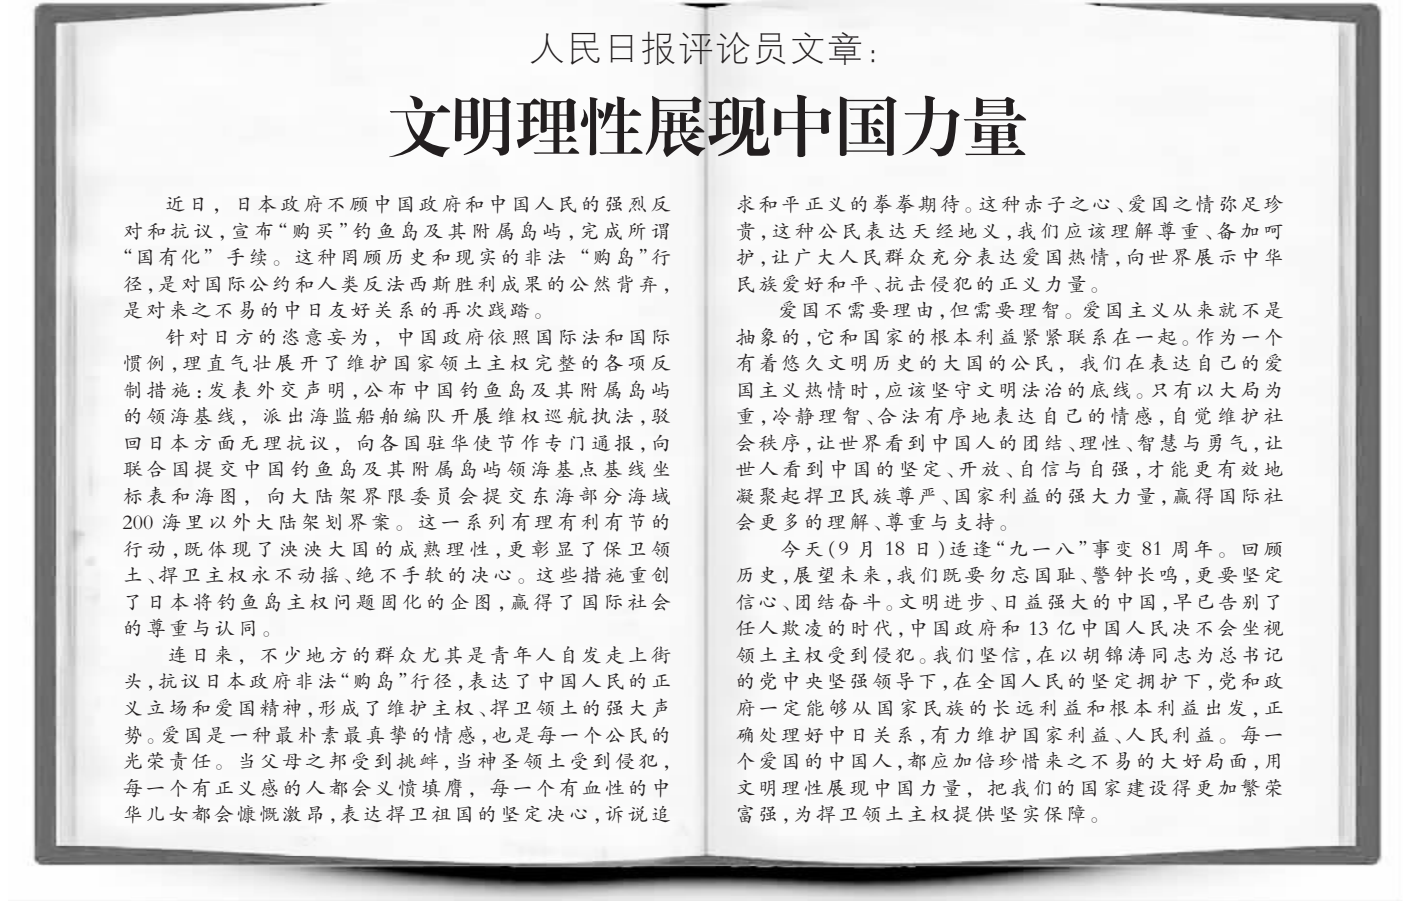 人民日报评论员文章：
文明理性展现中国力量
近日，日本政府不顾中国政府和中国人民的强烈反
对和抗议，宣布“购买”钓鱼岛及其附属岛屿，完成所谓
“国有化”手续。这种罔顾历史和现实的非法“购岛”行
径，是对国际公约和人类反法西斯胜利成果的公然背弃，
是对来之不易的中日友好关系的再次践踏。
针对日方的恣意妄为，中国政府依照国际法和国际
惯例，理直气壮展开了维护国家领土主权完整的各项反
制措施：发表外交声明，公布中国钓鱼岛及其附属岛屿
的领海基线，派出海监船舶编队开展维权巡航执法，驳
回日本方面无理抗议，向各国驻华使节作专门通报，向
联合国提交中国钓鱼岛及其附属岛屿领海基点基线坐
标表和海图，向大陆架界限委员会提交东海部分海域
200 海里以外大陆架划界案。这一系列有理有利有节的
行动，既体现了泱泱大国的成熟理性，更彰显了保卫领
土、捍卫主权永不动摇、绝不手软的决心。这些措施重创
了日本将钓鱼岛主权问题固化的企图，赢得了国际社会
的尊重与认同。
连日来，不少地方的群众尤其是青年人自发走上街
头，抗议日本政府非法“购岛”行径，表达了中国人民的正
义立场和爱国精神，形成了维护主权、捍卫领土的强大声
势。爱国是一种最朴素最真挚的情感，也是每一个公民的
光荣责任。当父母之邦受到挑衅，当神圣领土受到侵犯，
每一个有正义感的人都会义愤填膺，每一个有血性的中
华儿女都会慷慨激昂，表达捍卫祖国的坚定决心，诉说追
求和平正义的拳拳期待。这种赤子之心、爱国之情弥足珍
贵，这种公民表达天经地义，我们应该理解尊重、备加呵
护，让广大人民群众充分表达爱国热情，向世界展示中华
民族爱好和平、抗击侵犯的正义力量。
爱国不需要理由，但需要理智。爱国主义从来就不是
抽象的，它和国家的根本利益紧紧联系在一起。作为一个
有着悠久文明历史的大国的公民，我们在表达自己的爱
国主义热情时，应该坚守文明法治的底线。只有以大局为
重，冷静理智、合法有序地表达自己的情感，自觉维护社
会秩序，让世界看到中国人的团结、理性、智慧与勇气，让
世人看到中国的坚定、开放、自信与自强，才能更有效地
凝聚起捍卫民族尊严、国家利益的强大力量，赢得国际社
会更多的理解、尊重与支持。
今天（9 月 18 日）适逢“九一八”事变 81 周年。回顾
历史，展望未来，我们既要勿忘国耻、警钟长鸣，更要坚定
信心、团结奋斗。文明进步、日益强大的中国，早已告别了
任人欺凌的时代，中国政府和 13 亿中国人民决不会坐视
领土主权受到侵犯。我们坚信，在以胡锦涛同志为总书记
的党中央坚强领导下，在全国人民的坚定拥护下，党和政
府一定能够从国家民族的长远利益和根本利益出发，正
确处理好中日关系，有力维护国家利益、人民利益。每一
个爱国的中国人，都应加倍珍惜来之不易的大好局面，用
文明理性展现中国力量，把我们的国家建设得更加繁荣
富强，为捍卫领土主权提供坚实保障。